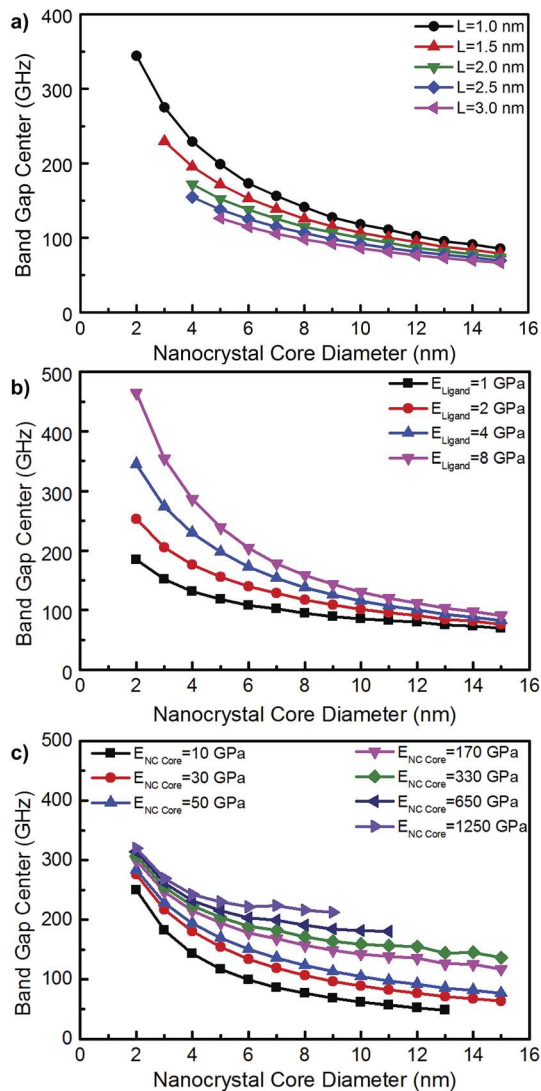 a)
L=1.0 nm
L=1.5 nm
L=2.0 nm
L=2.5 nm
L=3.0 nm
400
300
200
100
0
Band Gap Center (GHz)
0 2 4 6 8 10 12 14 16
Nanocrystal Core Diameter (nm)
b)
E_Ligand=1 GPa
E_Ligand=2 GPa
E_Ligand=4 GPa
E_Ligand=8 GPa
500
400
300
200
100
0
Band Gap Center (GHz)
0 2 4 6 8 10 12 14 16
Nanocrystal Core Diameter (nm)
c)
E_NC Core=10 GPa
E_NC Core=30 GPa
E_NC Core=50 GPa
E_NC Core=170 GPa
E_NC Core=330 GPa
E_NC Core=650 GPa
E_NC Core=1250 GPa
500
400
300
200
100
0
Band Gap Center (GHz)
0 2 4 6 8 10 12 14 16
Nanocrystal Core Diameter (nm)